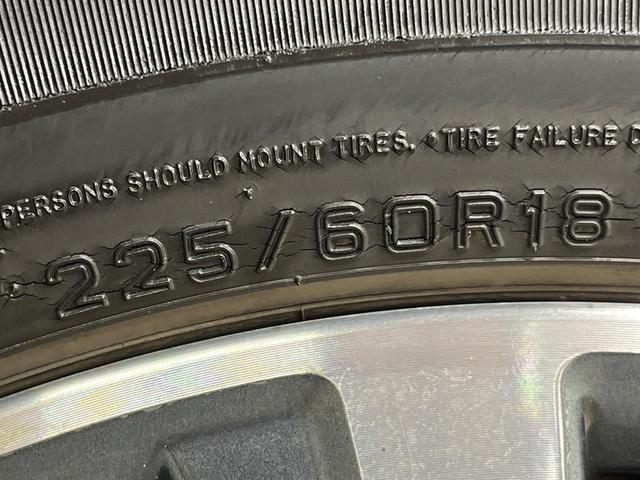 PERSONS SHOULD MOUNT TIRES. •TIRE FAILURE
225/60R18